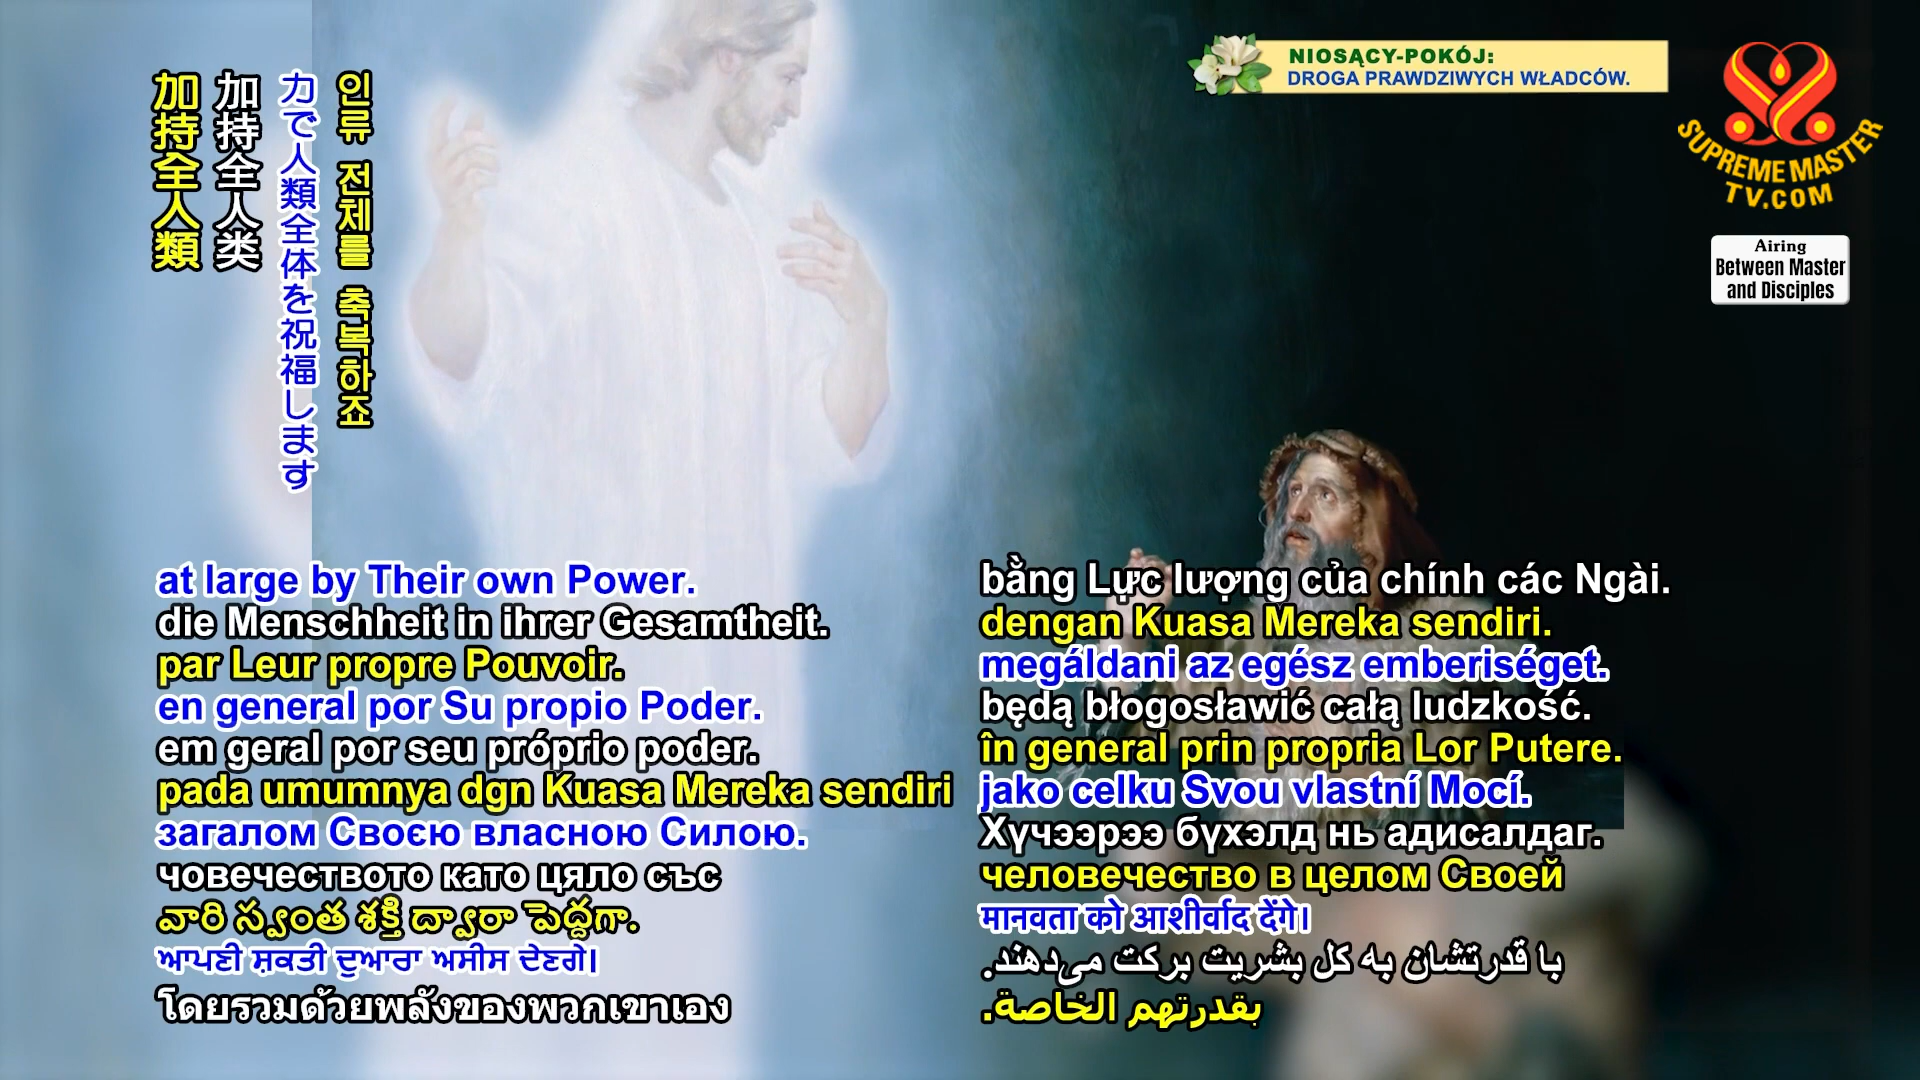 加持全人類
加持全人类
力で人類全体を祝福します
인류 전체를 축복하죠
NIOSĄCY-POKÓJ:
DROGA PRAWDZIWYCH WŁADCÓW.
SUPREME MASTER
TV.COM
Airing
Between Master
and Disciples
at large by Their own Power.
die Menschheit in ihrer Gesamtheit.
par Leur propre Pouvoir.
en general por Su propio Poder.
em geral por seu próprio poder.
pada umumnya dgn Kuasa Mereka sendiri
загалом Своєю власною Силою.
човечеството като цяло със
వారి స్వంత శక్తి ద్వారా పెద్దగా.
ਆਪਣੀ ਸ਼ਕਤੀ ਦੁਆਰਾ ਅਸੀਸ ਦੇਣਗੇ।
โดยรวมด้วยพลังของพวกเขาเอง
bằng Lực lượng của chính các Ngài.
dengan Kuasa Mereka sendiri.
megáldani az egész emberiséget.
będą błogosławić całą ludzkość.
în general prin propria Lor Putere.
jako celku Svou vlastní Mocí.
Хүчээрээ бүхэлд нь адисалдаг.
человечество в целом Своей
मानवता को आशीर्वाद देंगे।
با قدرتشان به کل بشریت برکت می‌دهند.
بقدرتهم الخاصة.